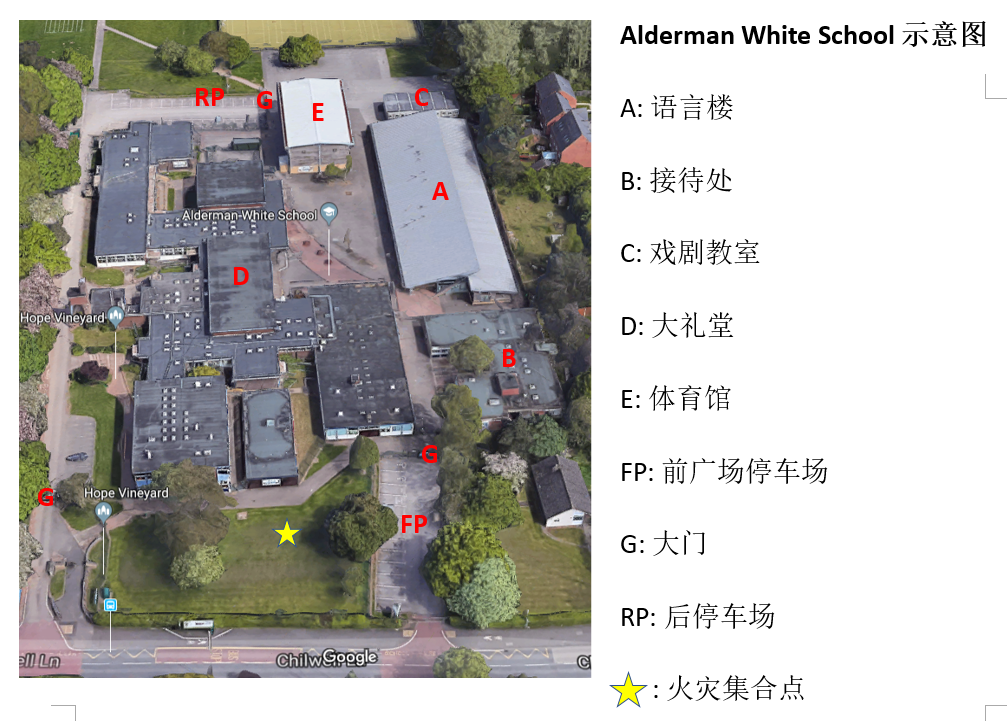 Alderman White School 示意图
RP
G
E
C
A: 语言楼
A
B: 接待处
Alderman White School
C: 戏剧教室
D
Hope Vineyard
D: 大礼堂
B
E: 体育馆
G
FP: 前广场停车场
Hope Vineyard
G
FP
G: 大门
RP: 后停车场
ell Ln
Google
: 火灾集合点